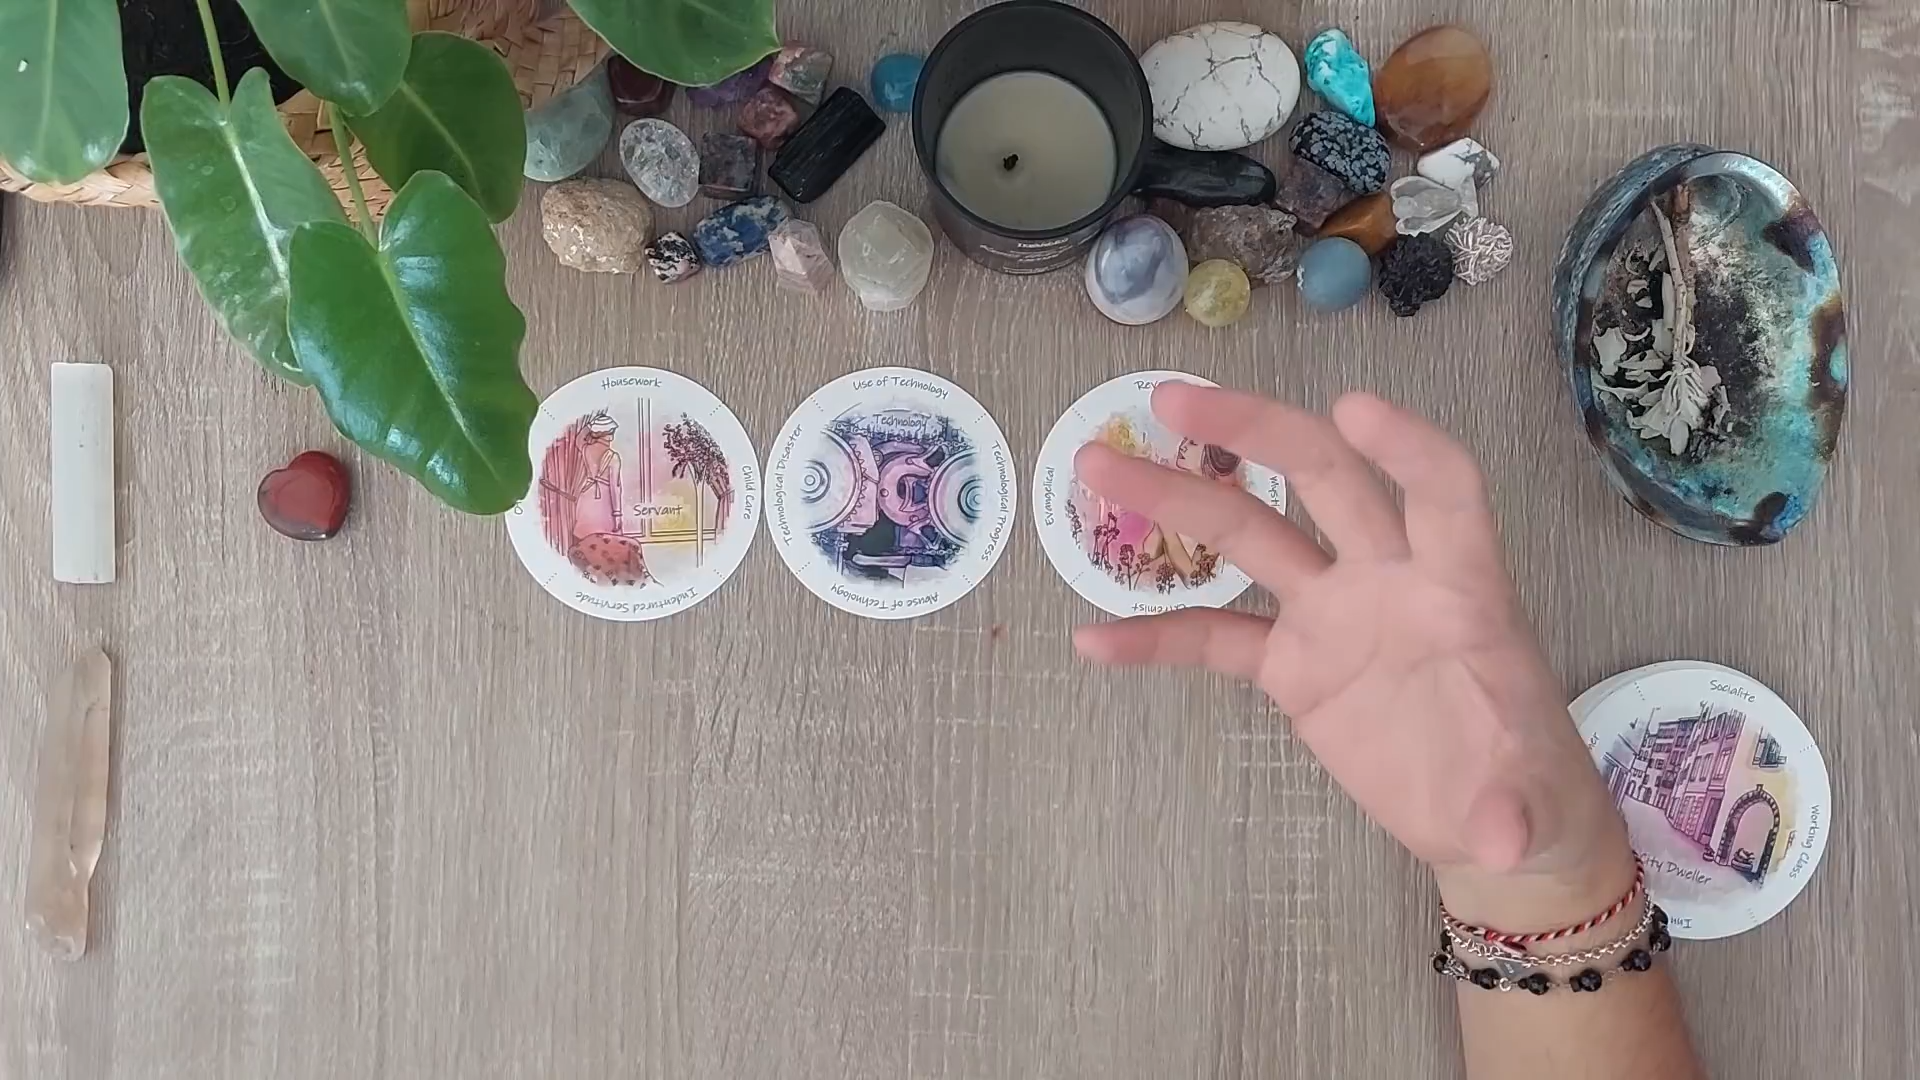 Housework
Child Care
Servant
Indentured Servitude
Use of Technology
Technology
Technological Disaster
Technological Progress
Abuse of Technology
Evangelical
Socialite
Working Class
City Dweller